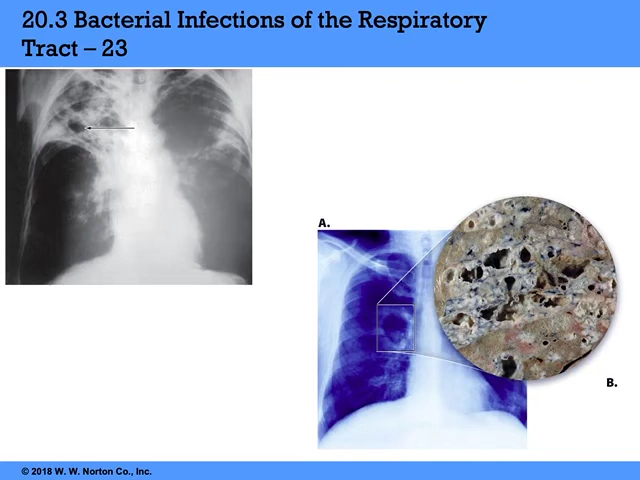 20.3 Bacterial Infections of the Respiratory
Tract – 23
A.
B.
© 2018 W. W. Norton Co., Inc.